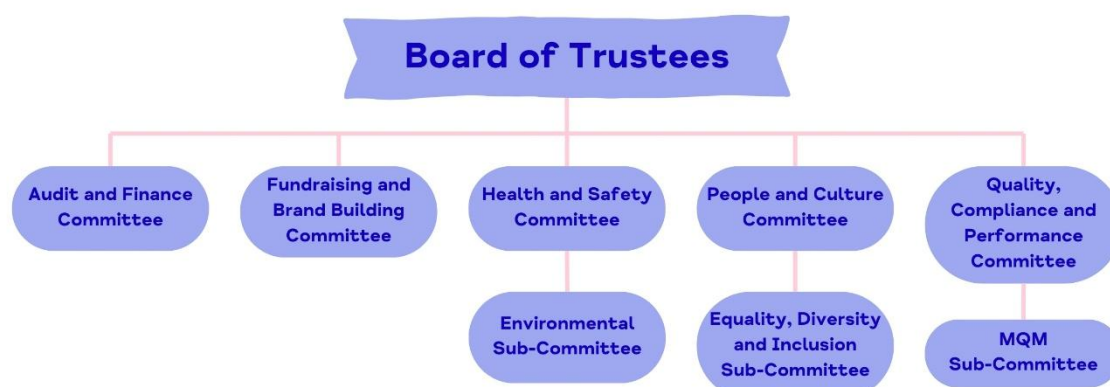 Board of Trustees
Audit and Finance
Committee
Fundraising and
Brand Building
Committee
Health and Safety
Committee
People and Culture
Committee
Quality,
Compliance and
Performance
Committee
Environmental
Sub-Committee
Equality, Diversity
and Inclusion
Sub-Committee
MQM
Sub-Committee